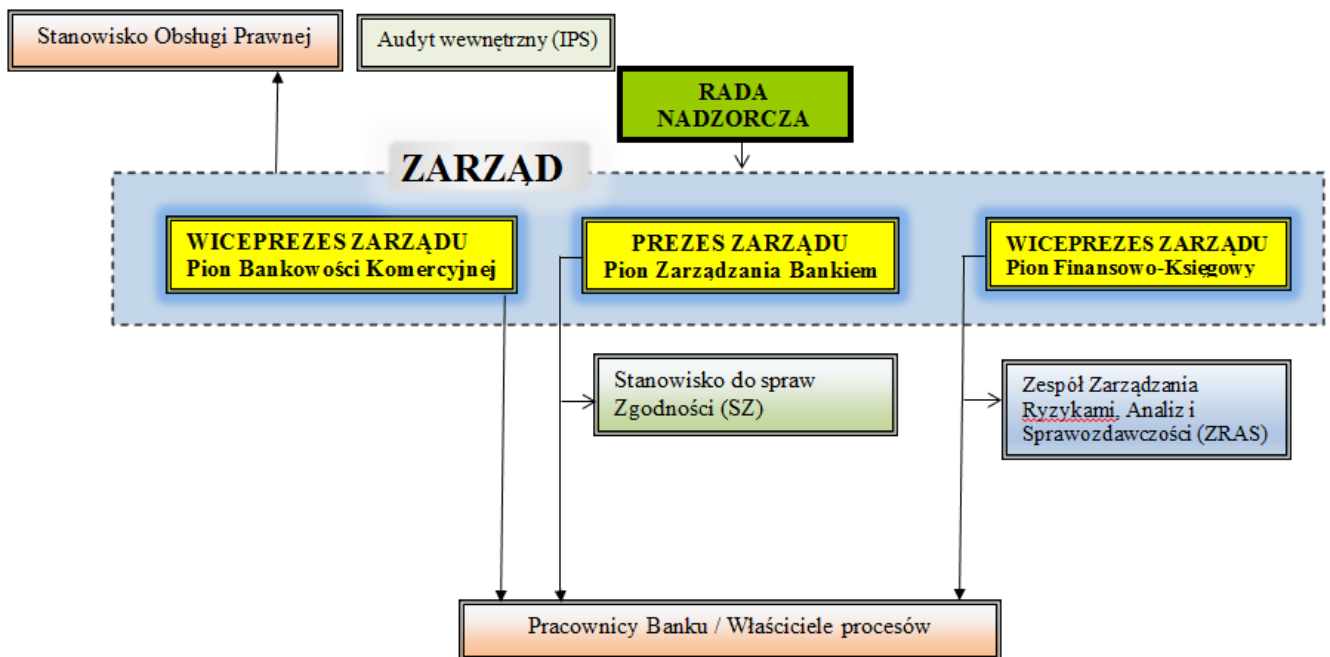 Stanowisko Obsługi Prawnej
Audyt wewnętrzny (IPS)
RADA
NADZORCZA
ZARZĄD
WICEPREZES ZARZĄDU
Pion Bankowości Komercyjnej
PREZES ZARZĄDU
Pion Zarządzania Bankiem
WICEPREZES ZARZĄDU
Pion Finansowo-Księgowy
Stanowisko do spraw
Zgodności (SZ)
Zespół Zarządzania
Ryzykami, Analiz i
Sprawozdawczości (ZRAS)
Pracownicy Banku / Właściciele procesów